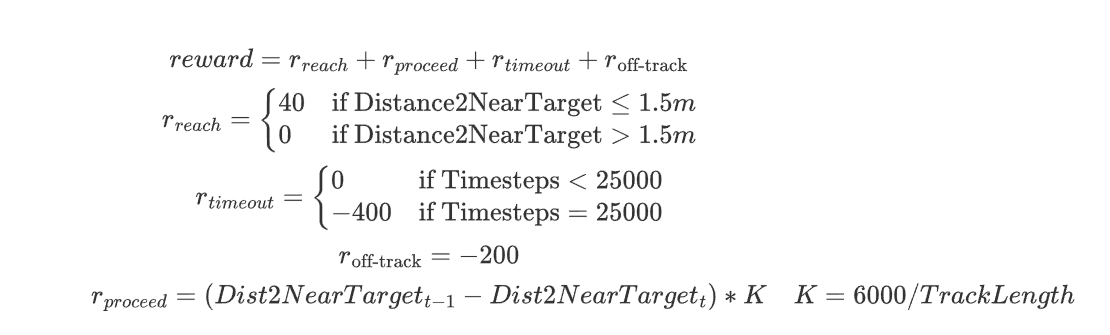 reward = r_reach + r_proceed + r_timeout + r_off-track
r_reach = { 40 if Distance2NearTarget ≤ 1.5m
0 if Distance2NearTarget > 1.5m
r_timeout = { 0 if Timesteps < 25000
−400 if Timesteps = 25000
r_off-track = −200
r_proceed = (Dist2NearTarget_t−1 − Dist2NearTarget_t) * K K = 6000/TrackLength